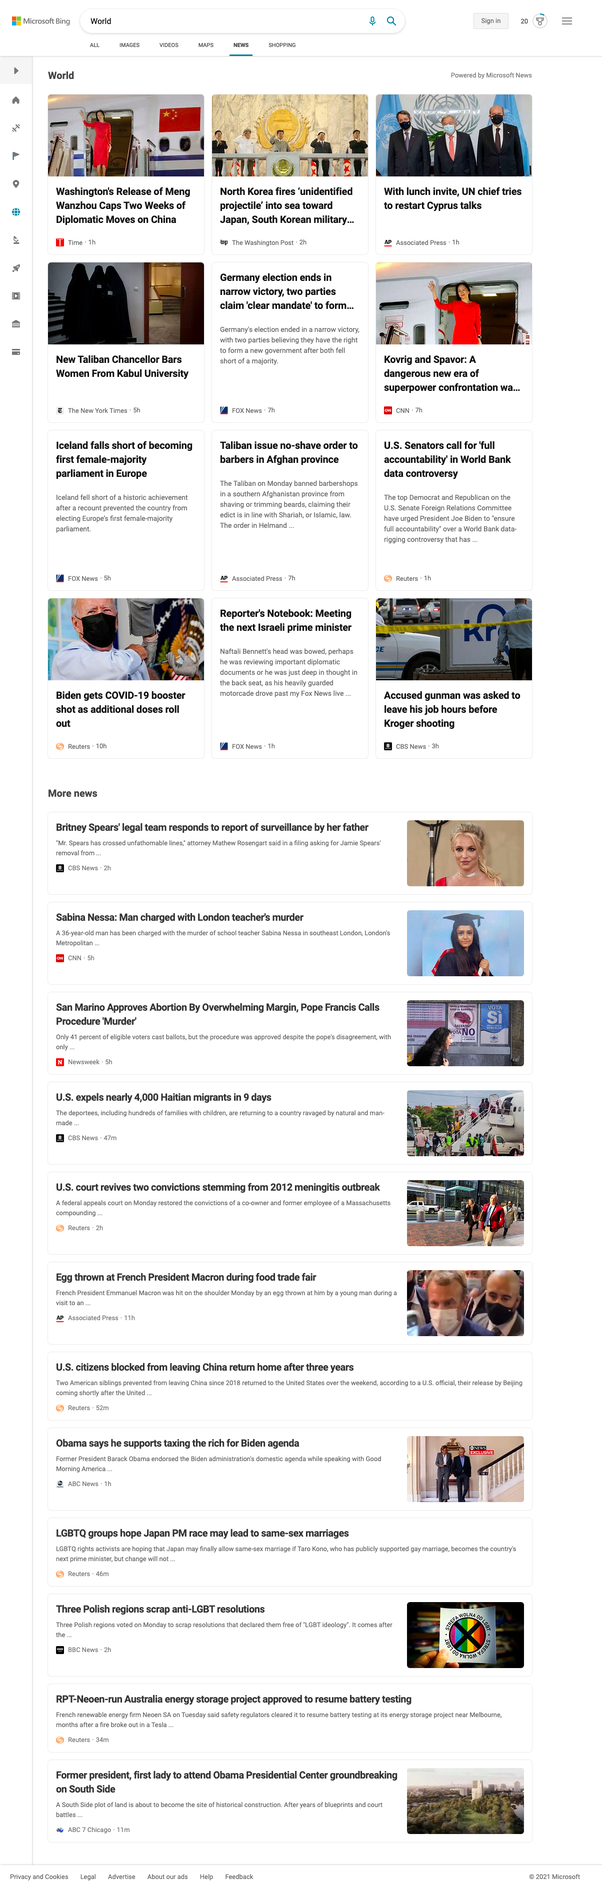 Microsoft Bing
World
Sign in
20
ALL IMAGES VIDEOS MAPS NEWS SHOPPING
World
Powered by Microsoft News
Washington's Release of Meng
Wanzhou Caps Two Weeks of
Diplomatic Moves on China
Time · 1h
North Korea fires 'unidentified
projectile' into sea toward
Japan, South Korean military...
The Washington Post · 2h
With lunch invite, UN chief tries
to restart Cyprus talks
AP Associated Press · 1h
New Taliban Chancellor Bars
Women From Kabul University
The New York Times · 5h
Germany election ends in
narrow victory, two parties
claim 'clear mandate' to form...
Germany's election ended in a narrow victory,
with two parties believing they have the right
to form a new government after both fell
short of a majority.
FOX News · 7h
Kovrig and Spavor: A
dangerous new era of
superpower confrontation wa...
CNN · 7h
Iceland falls short of becoming
first female-majority
parliament in Europe
Iceland fell short of a historic achievement
after a recount prevented the country from
electing Europe's first female-majority
parliament.
FOX News · 5h
Taliban issue no-shave order to
barbers in Afghan province
The Taliban on Monday banned barbershops
in a southern Afghanistan province from
shaving or trimming beards, claiming their
edict is in line with Shariah, or Islamic, law.
The order in Helmand ...
AP Associated Press · 7h
U.S. Senators call for 'full
accountability' in World Bank
data controversy
The top Democrat and Republican on the
U.S. Senate Foreign Relations Committee
have urged President Joe Biden to "ensure
full accountability" over a World Bank data-
rigging controversy that has ...
Reuters · 1h
Biden gets COVID-19 booster
shot as additional doses roll
out
Reuters · 10h
Reporter's Notebook: Meeting
the next Israeli prime minister
Naftali Bennett's head was bowed, perhaps
he was reviewing important diplomatic
documents or he was just deep in thought in
the back seat, as his heavily guarded
motorcade drove past my Fox News live ...
FOX News · 1h
Accused gunman was asked to
leave his job hours before
Kroger shooting
CBS News · 3h
More news
Britney Spears' legal team responds to report of surveillance by her father
"Mr. Spears has crossed unfathomable lines," attorney Mathew Rosengart said in a filing asking for Jamie Spears'
removal from ...
CBS News · 2h
Sabina Nessa: Man charged with London teacher's murder
A 36-year-old man has been charged with the murder of school teacher Sabina Nessa in southeast London, London's
Metropolitan ...
CNN · 5h
San Marino Approves Abortion By Overwhelming Margin, Pope Francis Calls
Procedure 'Murder'
Only 41 percent of eligible voters cast ballots, but the procedure was approved despite the pope's disagreement, with
only ...
Newsweek · 5h
U.S. expels nearly 4,000 Haitian migrants in 9 days
The deportees, including hundreds of families with children, are returning to a country ravaged by natural and man-
made ...
CBS News · 47m
U.S. court revives two convictions stemming from 2012 meningitis outbreak
A federal appeals court on Monday restored the convictions of a co-owner and former employee of a Massachusetts
compounding ...
Reuters · 2h
Egg thrown at French President Macron during food trade fair
French President Emmanuel Macron was hit on the shoulder Monday by an egg thrown at him by a young man during a
visit to an ...
AP Associated Press · 11h
U.S. citizens blocked from leaving China return home after three years
Two American siblings prevented from leaving China since 2018 returned to the United States over the weekend, according to a U.S. official, their release by Beijing
coming shortly after the United ...
Reuters · 52m
Obama says he supports taxing the rich for Biden agenda
Former President Barack Obama endorsed the Biden administration's domestic agenda while speaking with Good
Morning America ...
ABC News · 1h
LGBTQ groups hope Japan PM race may lead to same-sex marriages
LGBTQ rights activists are hoping that Japan may finally allow same-sex marriage if Taro Kono, who has publicly supported gay marriage, becomes the country's
next prime minister, but change will not ...
Reuters · 46m
Three Polish regions scrap anti-LGBT resolutions
Three Polish regions voted on Monday to scrap resolutions that declared them free of "LGBT ideology". It comes after
the ...
BBC News · 2h
RPT-Neoen-run Australia energy storage project approved to resume battery testing
French renewable energy firm Neoen SA on Tuesday said safety regulators cleared it to resume battery testing at its energy storage project near Melbourne,
months after a fire broke out in a Tesla ...
Reuters · 34m
Former president, first lady to attend Obama Presidential Center groundbreaking
on South Side
A South Side plot of land is about to become the site of historical construction. After years of blueprints and court
battles ...
ABC 7 Chicago · 11m
Privacy and Cookies Legal Advertise About our ads Help Feedback
© 2021 Microsoft